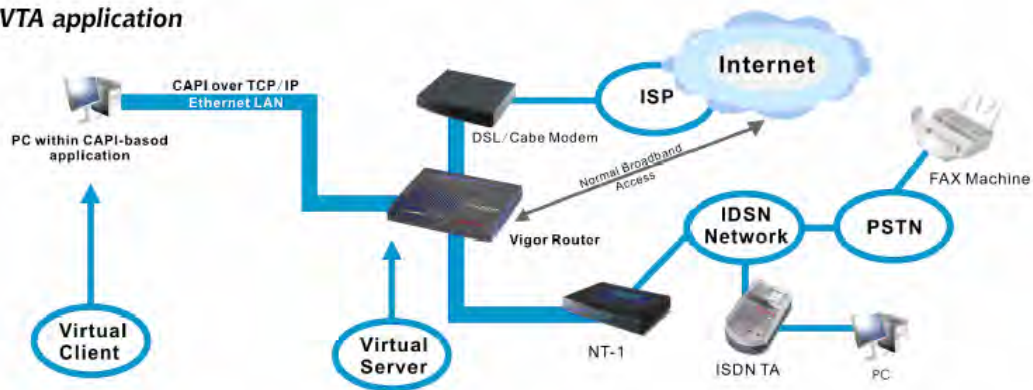 VTA application
Internet
CAPI over TCP/IP
Ethernet LAN
ISP
PC within CAPI-basod
application
DSL/Cabe Modem
Normal Broadband
Access
FAX Machine
Vigor Router
IDSN
Network
PSTN
Virtual
Client
Virtual
Server
NT-1
ISDN TA
PC